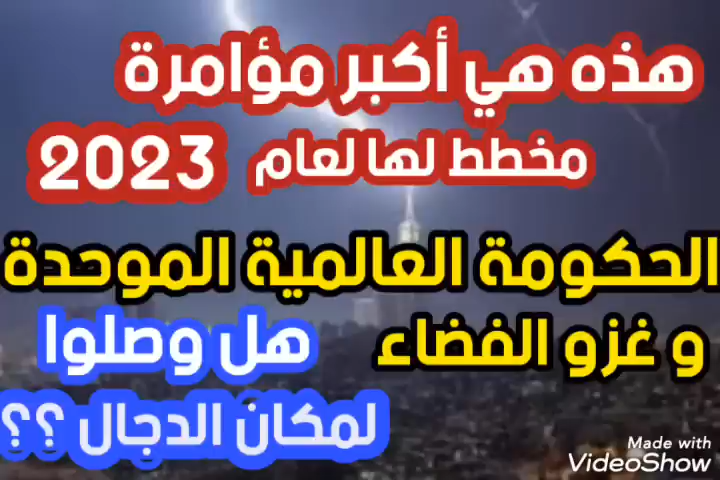 هذه هي أكبر مؤامرة
مخطط لها لعام 2023
الحكومة العالمية الموحدة
و غزو الفضاء هل وصلوا
لمكان الدجال ؟؟
Made with
VideoShow